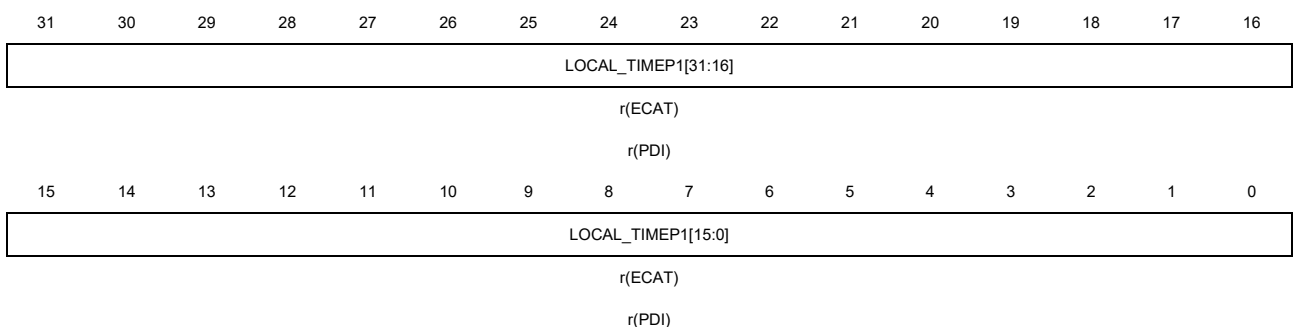 31 30 29 28 27 26 25 24 23 22 21 20 19 18 17 16
LOCAL_TIMEP1[31:16]
r(ECAT)
r(PDI)
15 14 13 12 11 10 9 8 7 6 5 4 3 2 1 0
LOCAL_TIMEP1[15:0]
r(ECAT)
r(PDI)